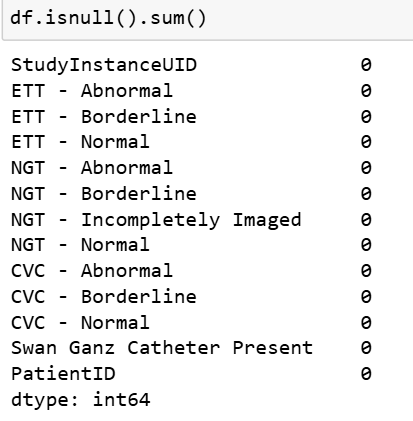 df.isnull().sum()
StudyInstanceUID 0
ETT - Abnormal 0
ETT - Borderline 0
ETT - Normal 0
NGT - Abnormal 0
NGT - Borderline 0
NGT - Incompletely Imaged 0
NGT - Normal 0
CVC - Abnormal 0
CVC - Borderline 0
CVC - Normal 0
Swan Ganz Catheter Present 0
PatientID 0
dtype: int64